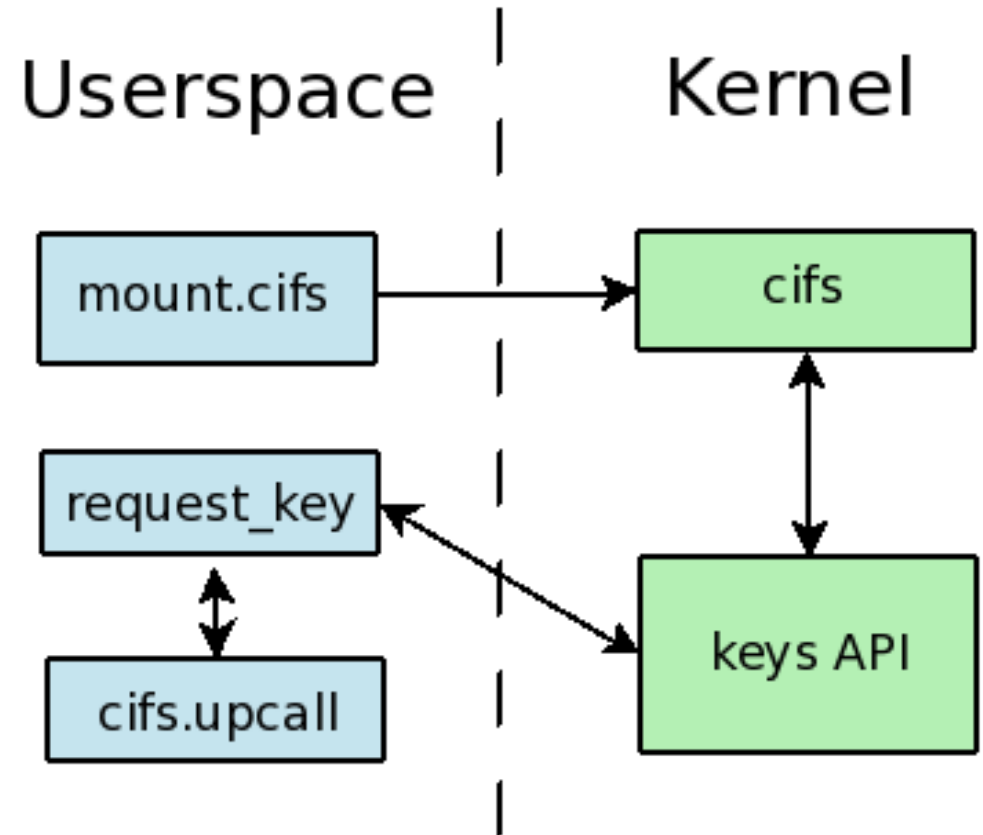 Userspace
Kernel
mount.cifs
cifs
request_key
keys API
cifs.upcall